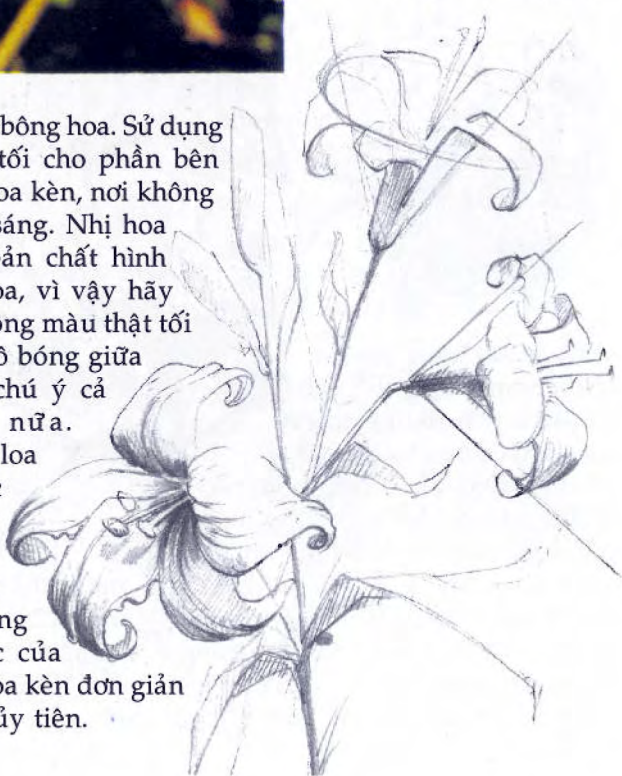 bông hoa. Sử dụng
tối cho phần bên
oa kèn, nơi không
sáng. Nhị hoa
ản chất hình
oa, vì vậy hãy
ong màu thật tối
ô bóng giữa
chú ý cả
nữa.
loa
ng
c của
oa kèn đơn giản
ủy tiên.